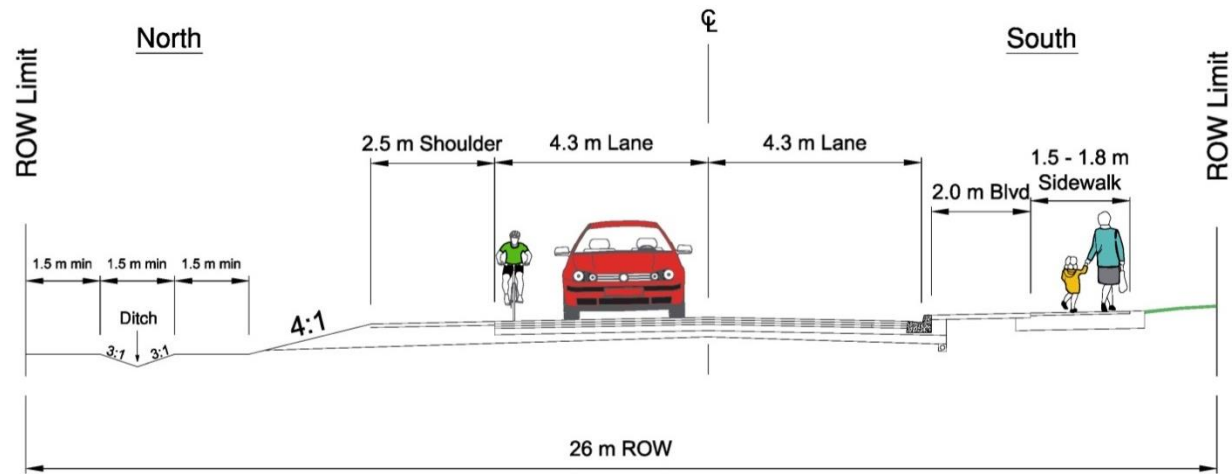 ℄
North
South
ROW Limit
ROW Limit
2.5 m Shoulder
4.3 m Lane
4.3 m Lane
1.5 - 1.8 m
Sidewalk
2.0 m Blvd
1.5 m min
1.5 m min
1.5 m min
Ditch
4:1
3:1
3:1
26 m ROW